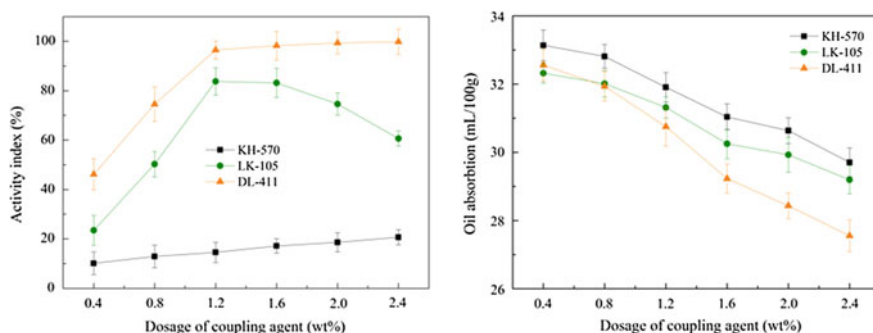 100
80
60
40
20
0
Activity index (%)
KH-570
LK-105
DL-411
0.4 0.8 1.2 1.6 2.0 2.4
Dosage of coupling agent (wt%)
34
32
30
28
26
Oil absorbtion (mL/100g)
KH-570
LK-105
DL-411
0.4 0.8 1.2 1.6 2.0 2.4
Dosage of coupling agent (wt%)